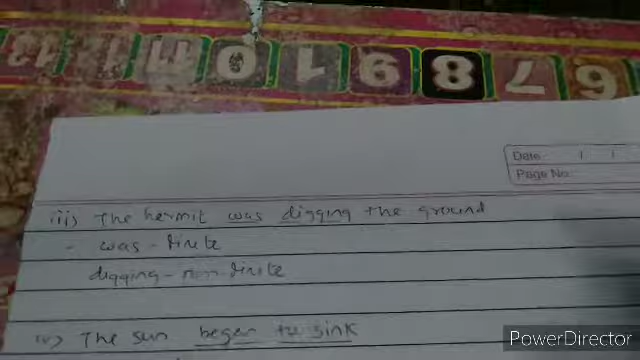 Date / /
Page No.
iii) The hermit was digging the ground
- was - finite
digging - non-finite
iv) The sun began to sink
PowerDirector